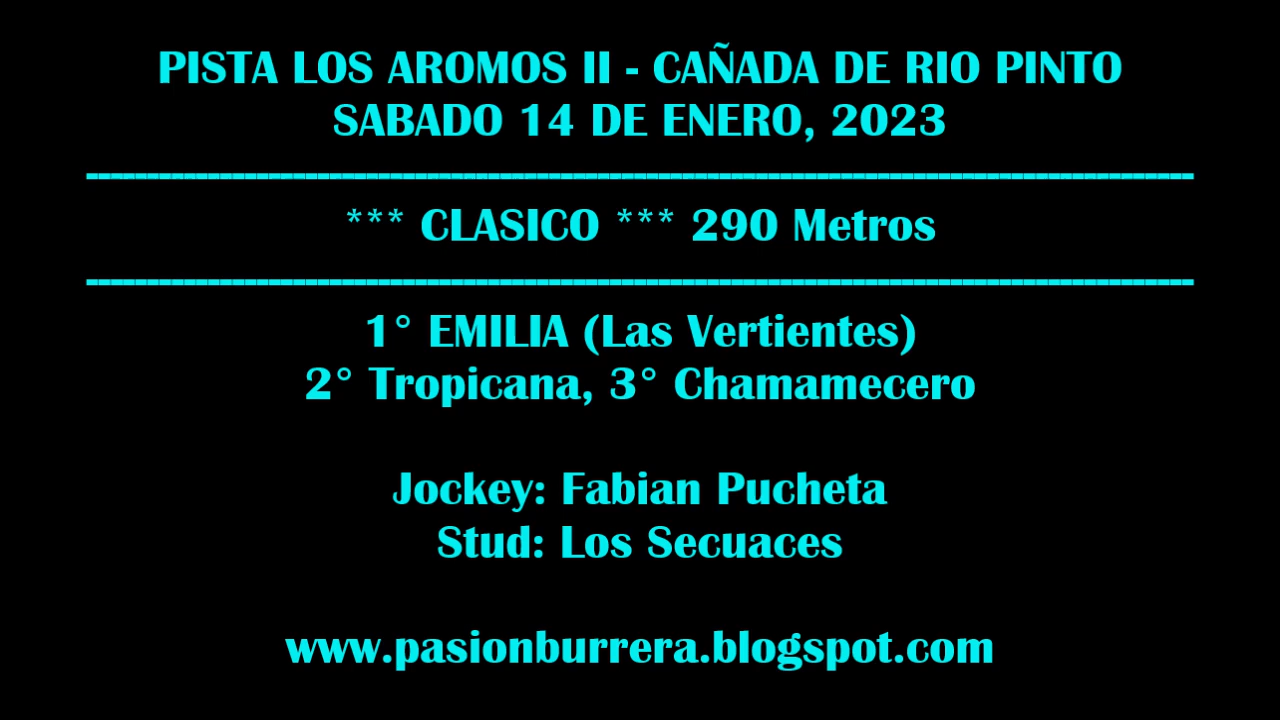 PISTA LOS AROMOS II - CAÑADA DE RIO PINTO
SABADO 14 DE ENERO, 2023
------------------------------------------------------------------------------------------
*** CLASICO *** 290 Metros
------------------------------------------------------------------------------------------
1° EMILIA (Las Vertientes)
2° Tropicana, 3° Chamamecero
Jockey: Fabian Pucheta
Stud: Los Secuaces
www.pasionburrera.blogspot.com